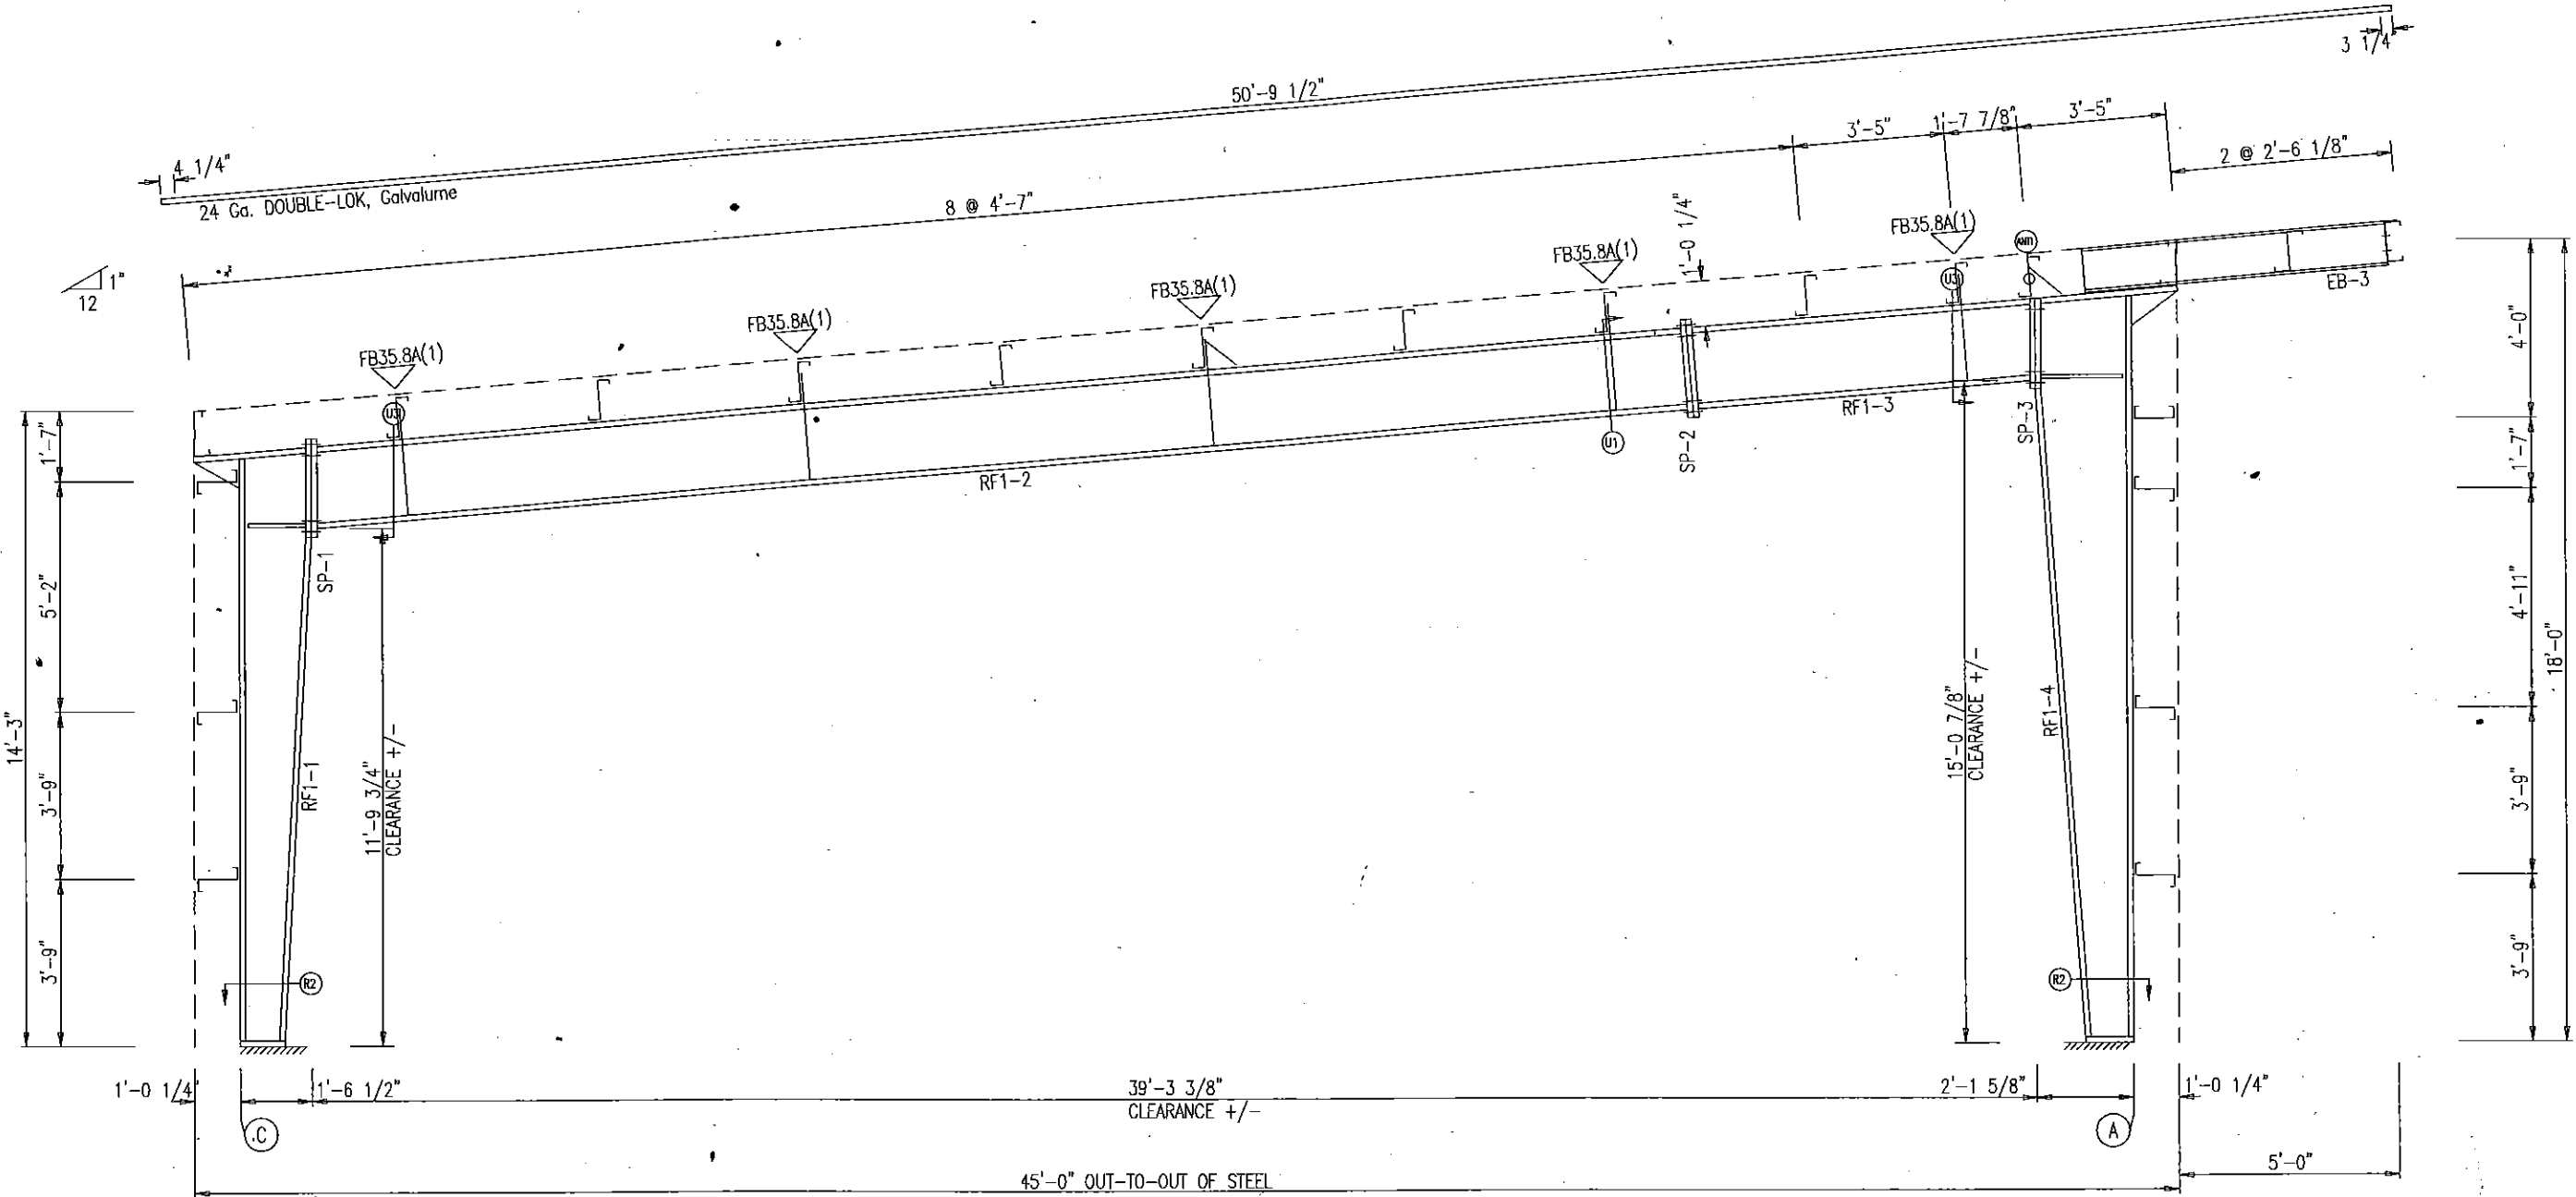 3 1/4"
50'-9 1/2"
4 1/4"
24 Ga. DOUBLE-LOK, Galvalume
3'-5"
1'-7 7/8"
3'-5"
2 @ 2'-6 1/8"
8 @ 4'-7"
1'-0 1/4"
1"
12
FB35.8A(1)
FB35.8A(1)
FB35.8A(1)
FB35.8A(1)
FB35.8A(1)
ANTI
U3
U3
U1
EB-3
RF1-3
RF1-2
SP-1
SP-2
SP-3
RF1-1
RF1-4
14'-3"
1'-7"
5'-2"
3'-9"
3'-9"
11'-9 3/4"
CLEARANCE +/-
15'-0 7/8"
CLEARANCE +/-
4'-0"
1'-7"
4'-11"
3'-9"
3'-9"
18'-0"
R2
R2
1'-0 1/4"
1'-6 1/2"
39'-3 3/8"
CLEARANCE +/-
2'-1 5/8"
1'-0 1/4"
C
A
45'-0" OUT-TO-OUT OF STEEL
5'-0"